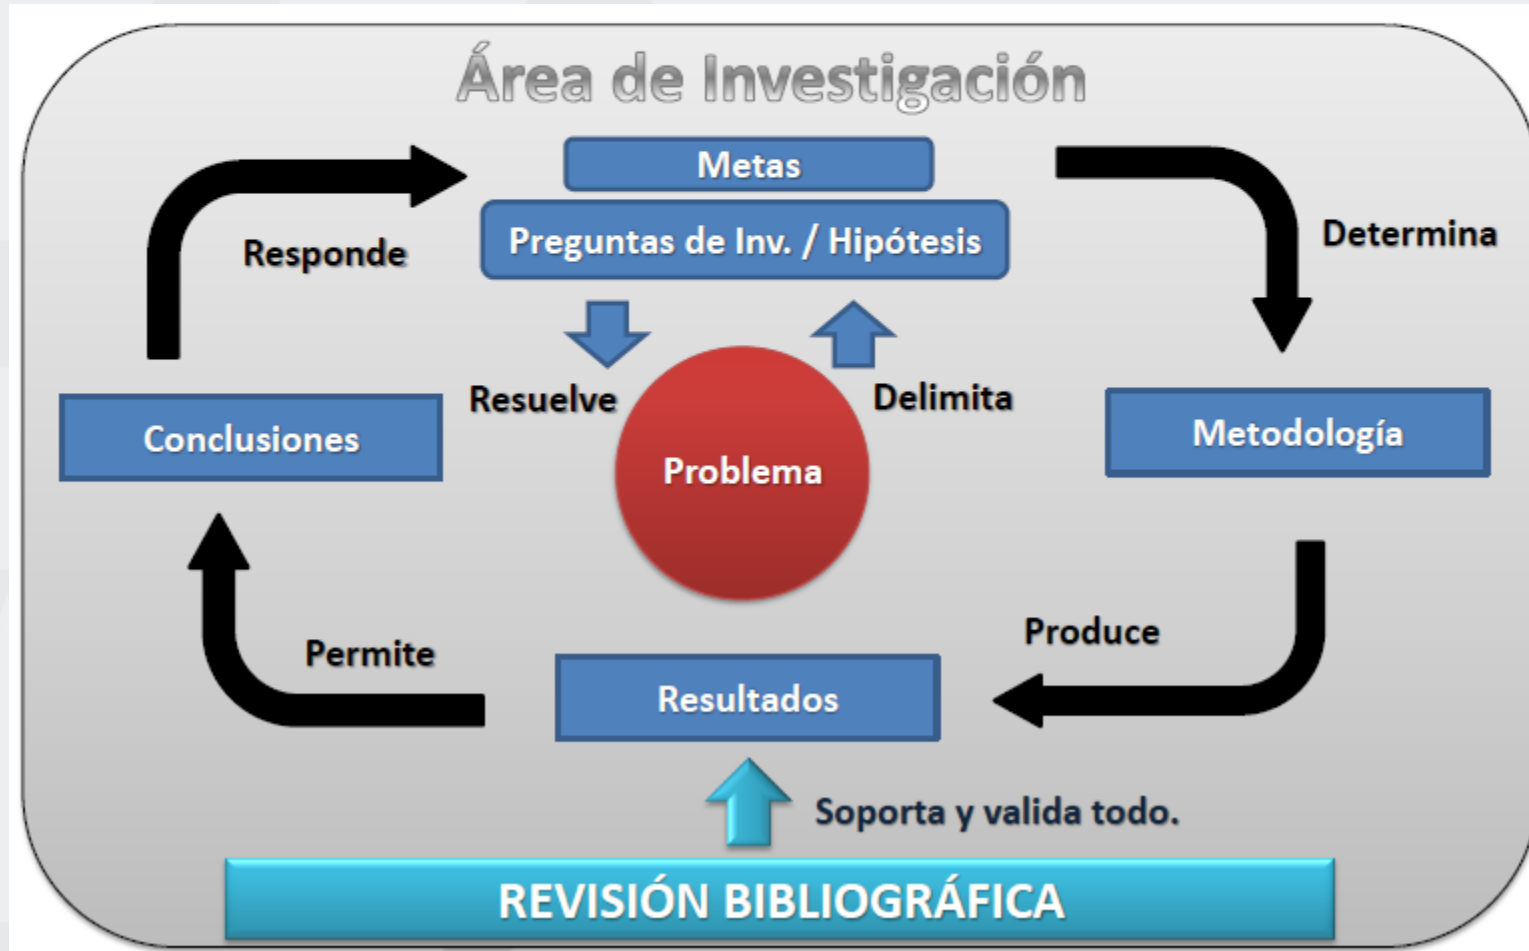 Área de Investigación
Metas
Preguntas de Inv. / Hipótesis
Responde
Determina
Resuelve
Delimita
Conclusiones
Problema
Metodología
Permite
Produce
Resultados
Soporta y valida todo.
REVISIÓN BIBLIOGRÁFICA